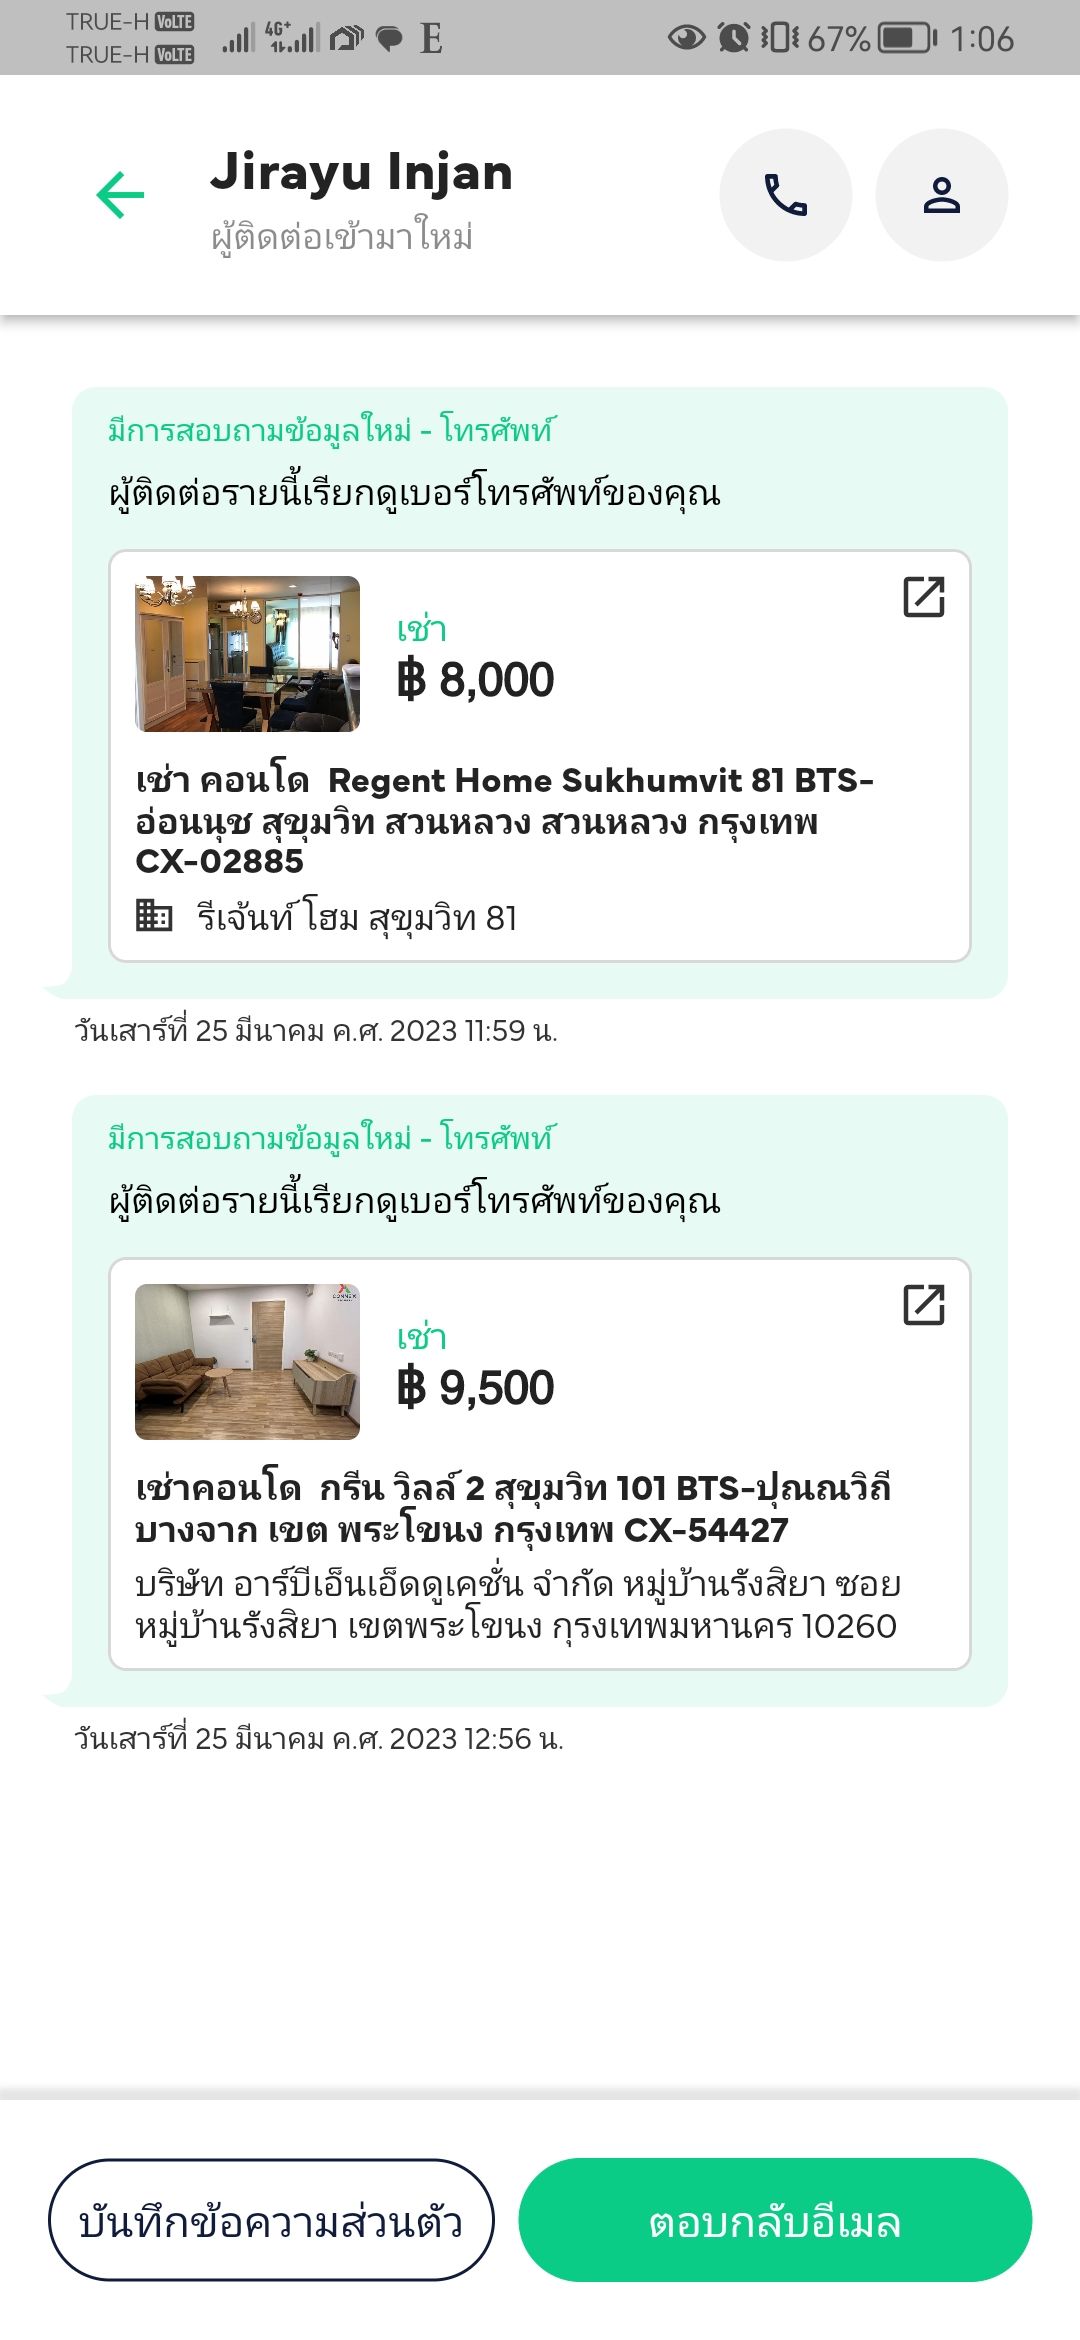 TRUE-H VoLTE
TRUE-H VoLTE
4G+
E
67%
1:06
Jirayu Injan
ผู้ติดต่อเข้ามาใหม่
มีการสอบถามข้อมูลใหม่ - โทรศัพท์
ผู้ติดต่อรายนี้เรียกดูเบอร์โทรศัพท์ของคุณ
เช่า
฿ 8,000
เช่า คอนโด  Regent Home Sukhumvit 81 BTS-
อ่อนนุช สุขุมวิท สวนหลวง สวนหลวง กรุงเทพ
CX-02885
รีเจ้นท์ โฮม สุขุมวิท 81
วันเสาร์ที่ 25 มีนาคม ค.ศ. 2023 11:59 น.
มีการสอบถามข้อมูลใหม่ - โทรศัพท์
ผู้ติดต่อรายนี้เรียกดูเบอร์โทรศัพท์ของคุณ
CONNEX
เช่า
฿ 9,500
เช่าคอนโด  กรีน วิลล์ 2 สุขุมวิท 101 BTS-ปุณณวิถี
บางจาก เขต พระโขนง กรุงเทพ CX-54427
บริษัท อาร์บีเอ็นเอ็ดดูเคชั่น จำกัด หมู่บ้านรังสิยา ซอย
หมู่บ้านรังสิยา เขตพระโขนง กุรงเทพมหานคร 10260
วันเสาร์ที่ 25 มีนาคม ค.ศ. 2023 12:56 น.
บันทึกข้อความส่วนตัว
ตอบกลับอีเมล